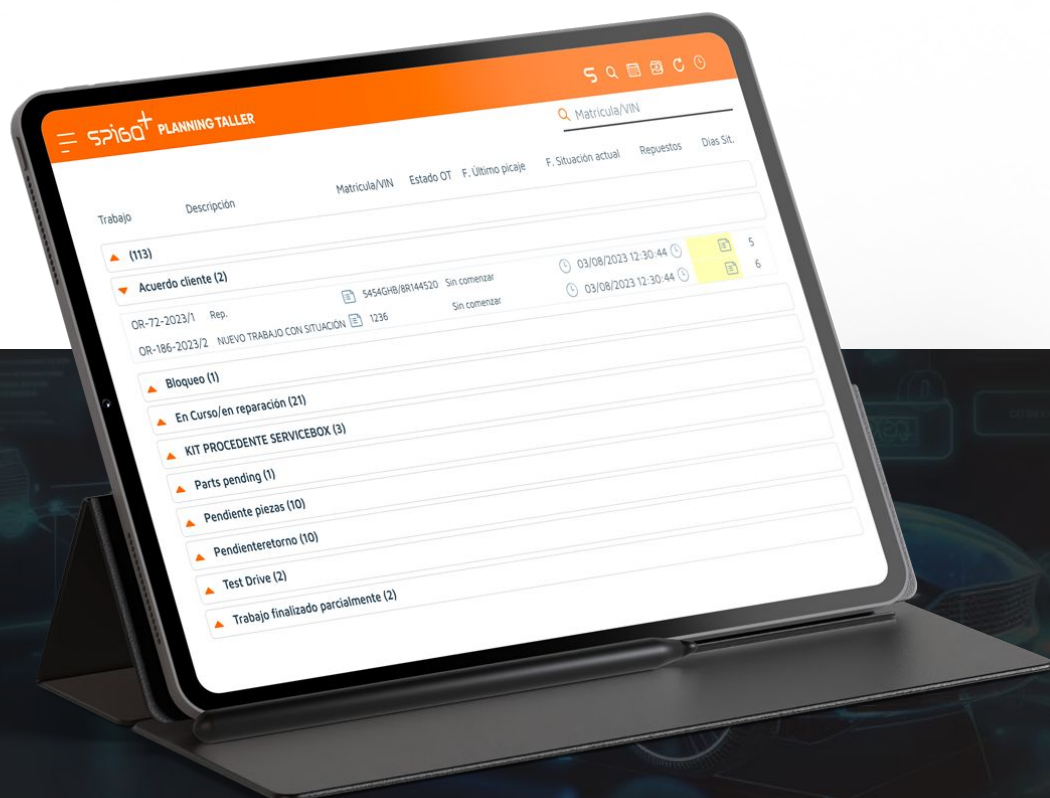 SPIGA+ PLANNING TALLER
Matricula/VIN
Trabajo Descripción Matricula/VIN Estado OT F. Último picaje F. Situación actual Repuestos Dias Sit.
(113)
Acuerdo cliente (2)
OR-72-2023/1 Rep. 5454GHB/8R144520 Sin comenzar 03/08/2023 12:30:44 5
OR-186-2023/2 NUEVO TRABAJO CON SITUACIÓN 1236 Sin comenzar 03/08/2023 12:30:44 6
Bloqueo (1)
En Curso/en reparación (21)
KIT PROCEDENTE SERVICEBOX (3)
Parts pending (1)
Pendiente piezas (10)
Pendienteretorno (10)
Test Drive (2)
Trabajo finalizado parcialmente (2)